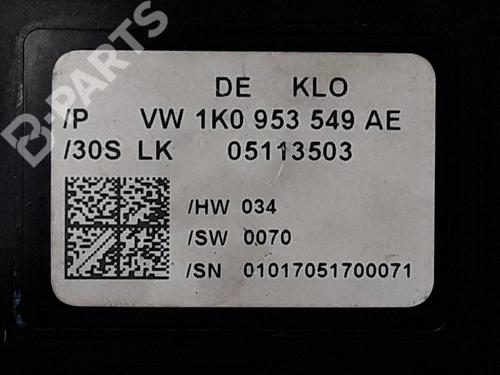 B-PARTS
DE KLO
/P VW 1K0 953 549 AE
/30S LK 05113503
/HW 034
/SW 0070
/SN 01017051700071